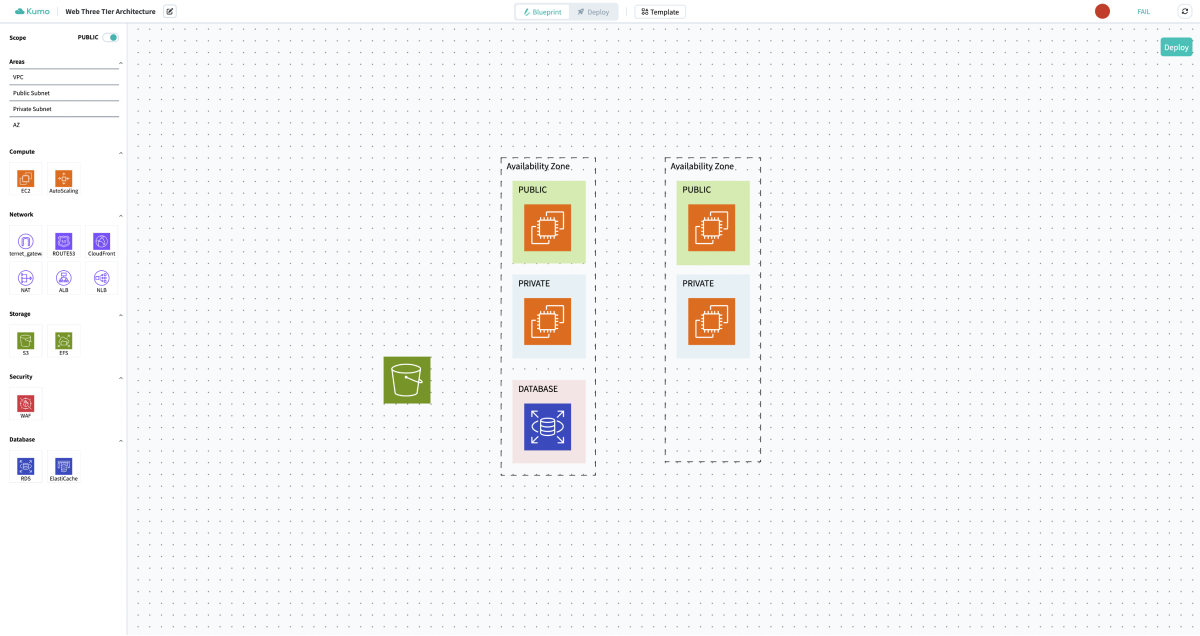 Kumo
Web Three TIer Architecture
Blueprint
Deploy
Template
FAIL
Scope
PUBLIC
Deploy
Areas
VPC
Public Subnet
Private Subnet
AZ
Compute
EC2
AutoScaling
Network
ternet_gatew.
ROUTE53
CloudFront
NAT
ALB
NLB
Storage
S3
EFS
Security
WAF
Database
RDS
ElastiCache
Availability Zone
PUBLIC
PRIVATE
DATABASE
Availability Zone
PUBLIC
PRIVATE